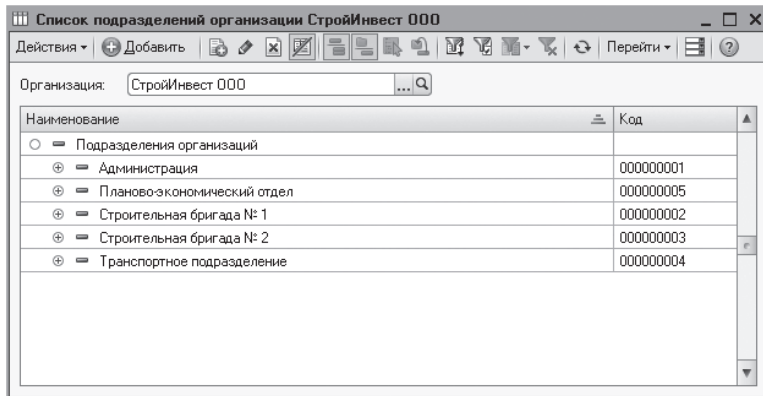 Список подразделений организации СтройИнвест ООО
Действия Добавить Перейти
Организация: СтройИнвест ООО ...
Наименование Код
Подразделения организаций
Администрация 000000001
Планово-экономический отдел 000000005
Строительная бригада № 1 000000002
Строительная бригада № 2 000000003
Транспортное подразделение 000000004